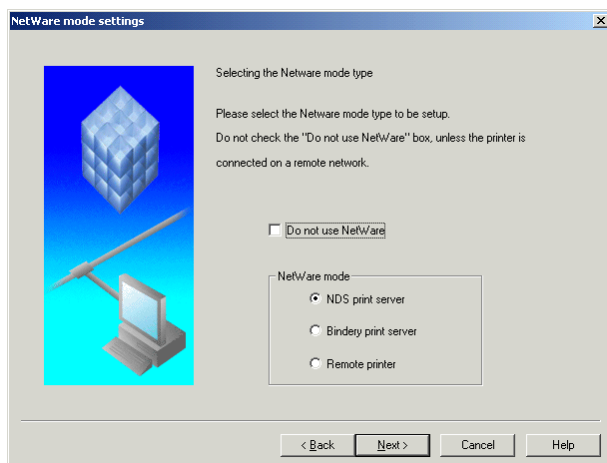 NetWare mode settings
Selecting the Netware mode type
Please select the Netware mode type to be setup.
Do not check the "Do not use NetWare" box, unless the printer is
connected on a remote network.
Do not use NetWare
NetWare mode
NDS print server
Bindery print server
Remote printer
< Back Next > Cancel Help